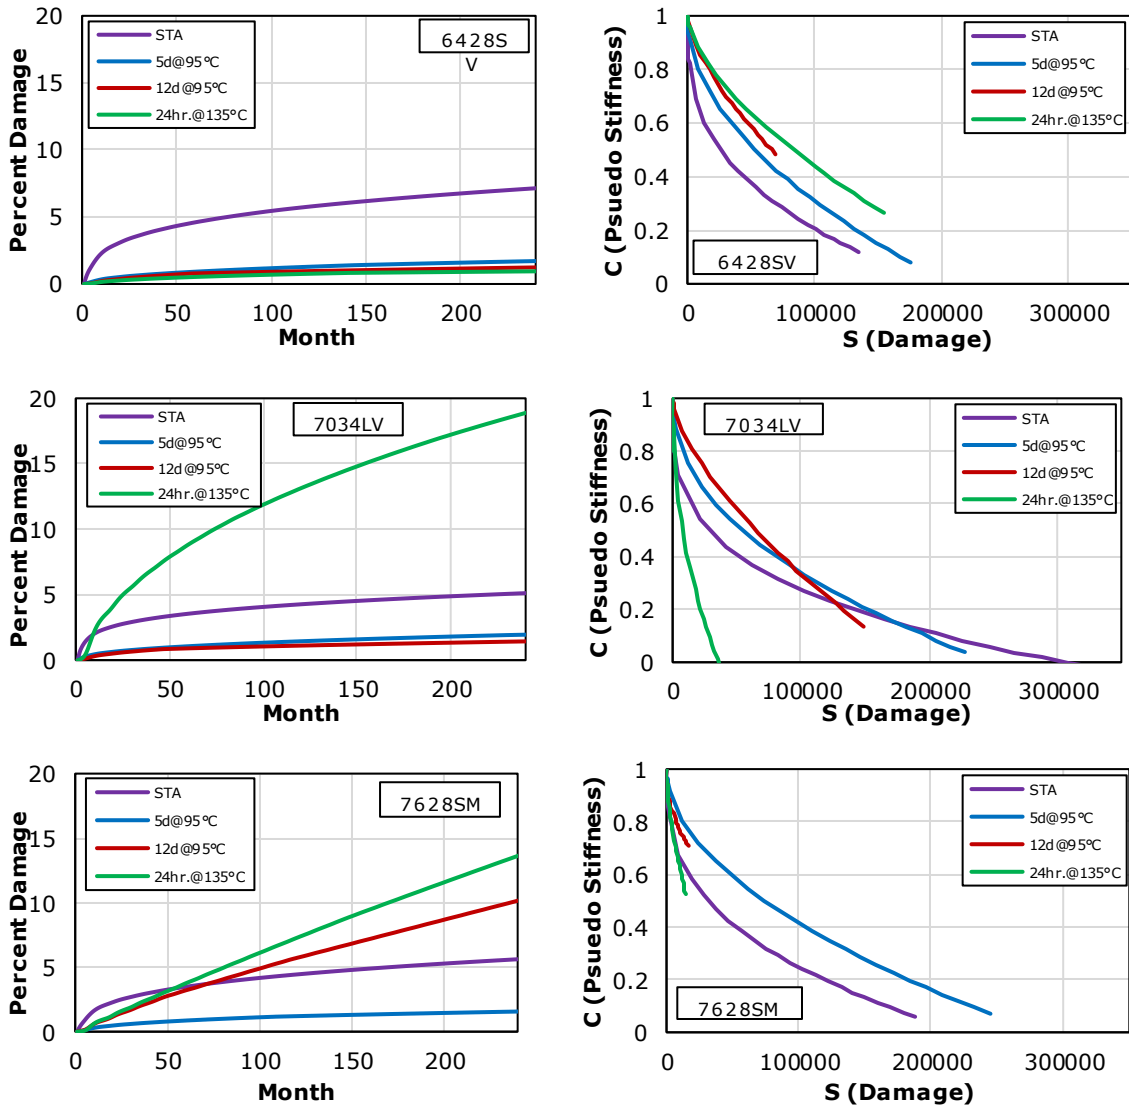 Percent Damage
20
15
10
5
0
STA
5d@95°C
12d@95°C
24hr.@135°C
6428S
V
0 50 100 150 200
Month
C (Psuedo Stiffness)
1
0.8
0.6
0.4
0.2
0
STA
5d@95°C
12d@95°C
24hr.@135°C
6428SV
0 100000 200000 300000
S (Damage)
Percent Damage
20
15
10
5
0
STA
5d@95°C
12d@95°C
24hr.@135°C
7034LV
0 50 100 150 200
Month
C (Psuedo Stiffness)
1
0.8
0.6
0.4
0.2
0
7034LV
STA
5d@95°C
12d@95°C
24hr.@135°C
0 100000 200000 300000
S (Damage)
Percent Damage
20
15
10
5
0
STA
5d@95°C
12d@95°C
24hr.@135°C
7628SM
0 50 100 150 200
Month
C (Psuedo Stiffness)
1
0.8
0.6
0.4
0.2
0
STA
5d@95°C
12d@95°C
24hr.@135°C
7628SM
0 100000 200000 300000
S (Damage)